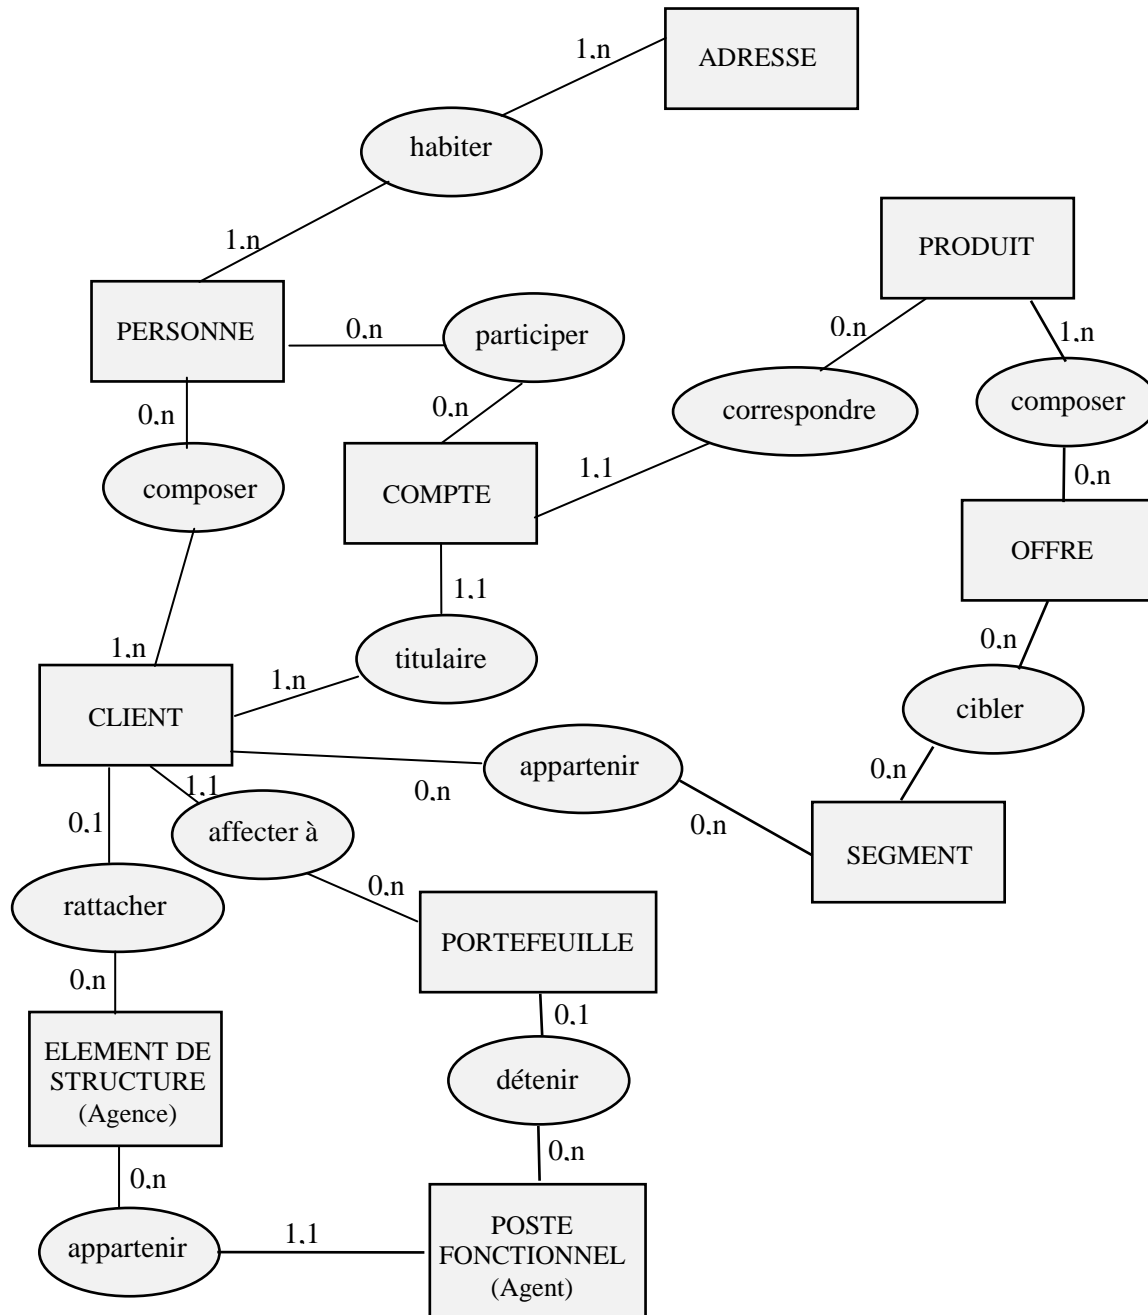 1,n
ADRESSE
habiter
1,n
PRODUIT
PERSONNE
0,n
participer
0,n
1,n
0,n
0,n
correspondre
composer
composer
COMPTE
1,1
0,n
OFFRE
1,1
0,n
1,n
titulaire
1,n
CLIENT
cibler
appartenir
0,n
1,1
0,n
0,1
affecter à
0,n
SEGMENT
0,n
rattacher
PORTEFEUILLE
0,n
0,1
ELEMENT DE
STRUCTURE
(Agence)
détenir
0,n
0,n
POSTE
FONCTIONNEL
(Agent)
appartenir
1,1